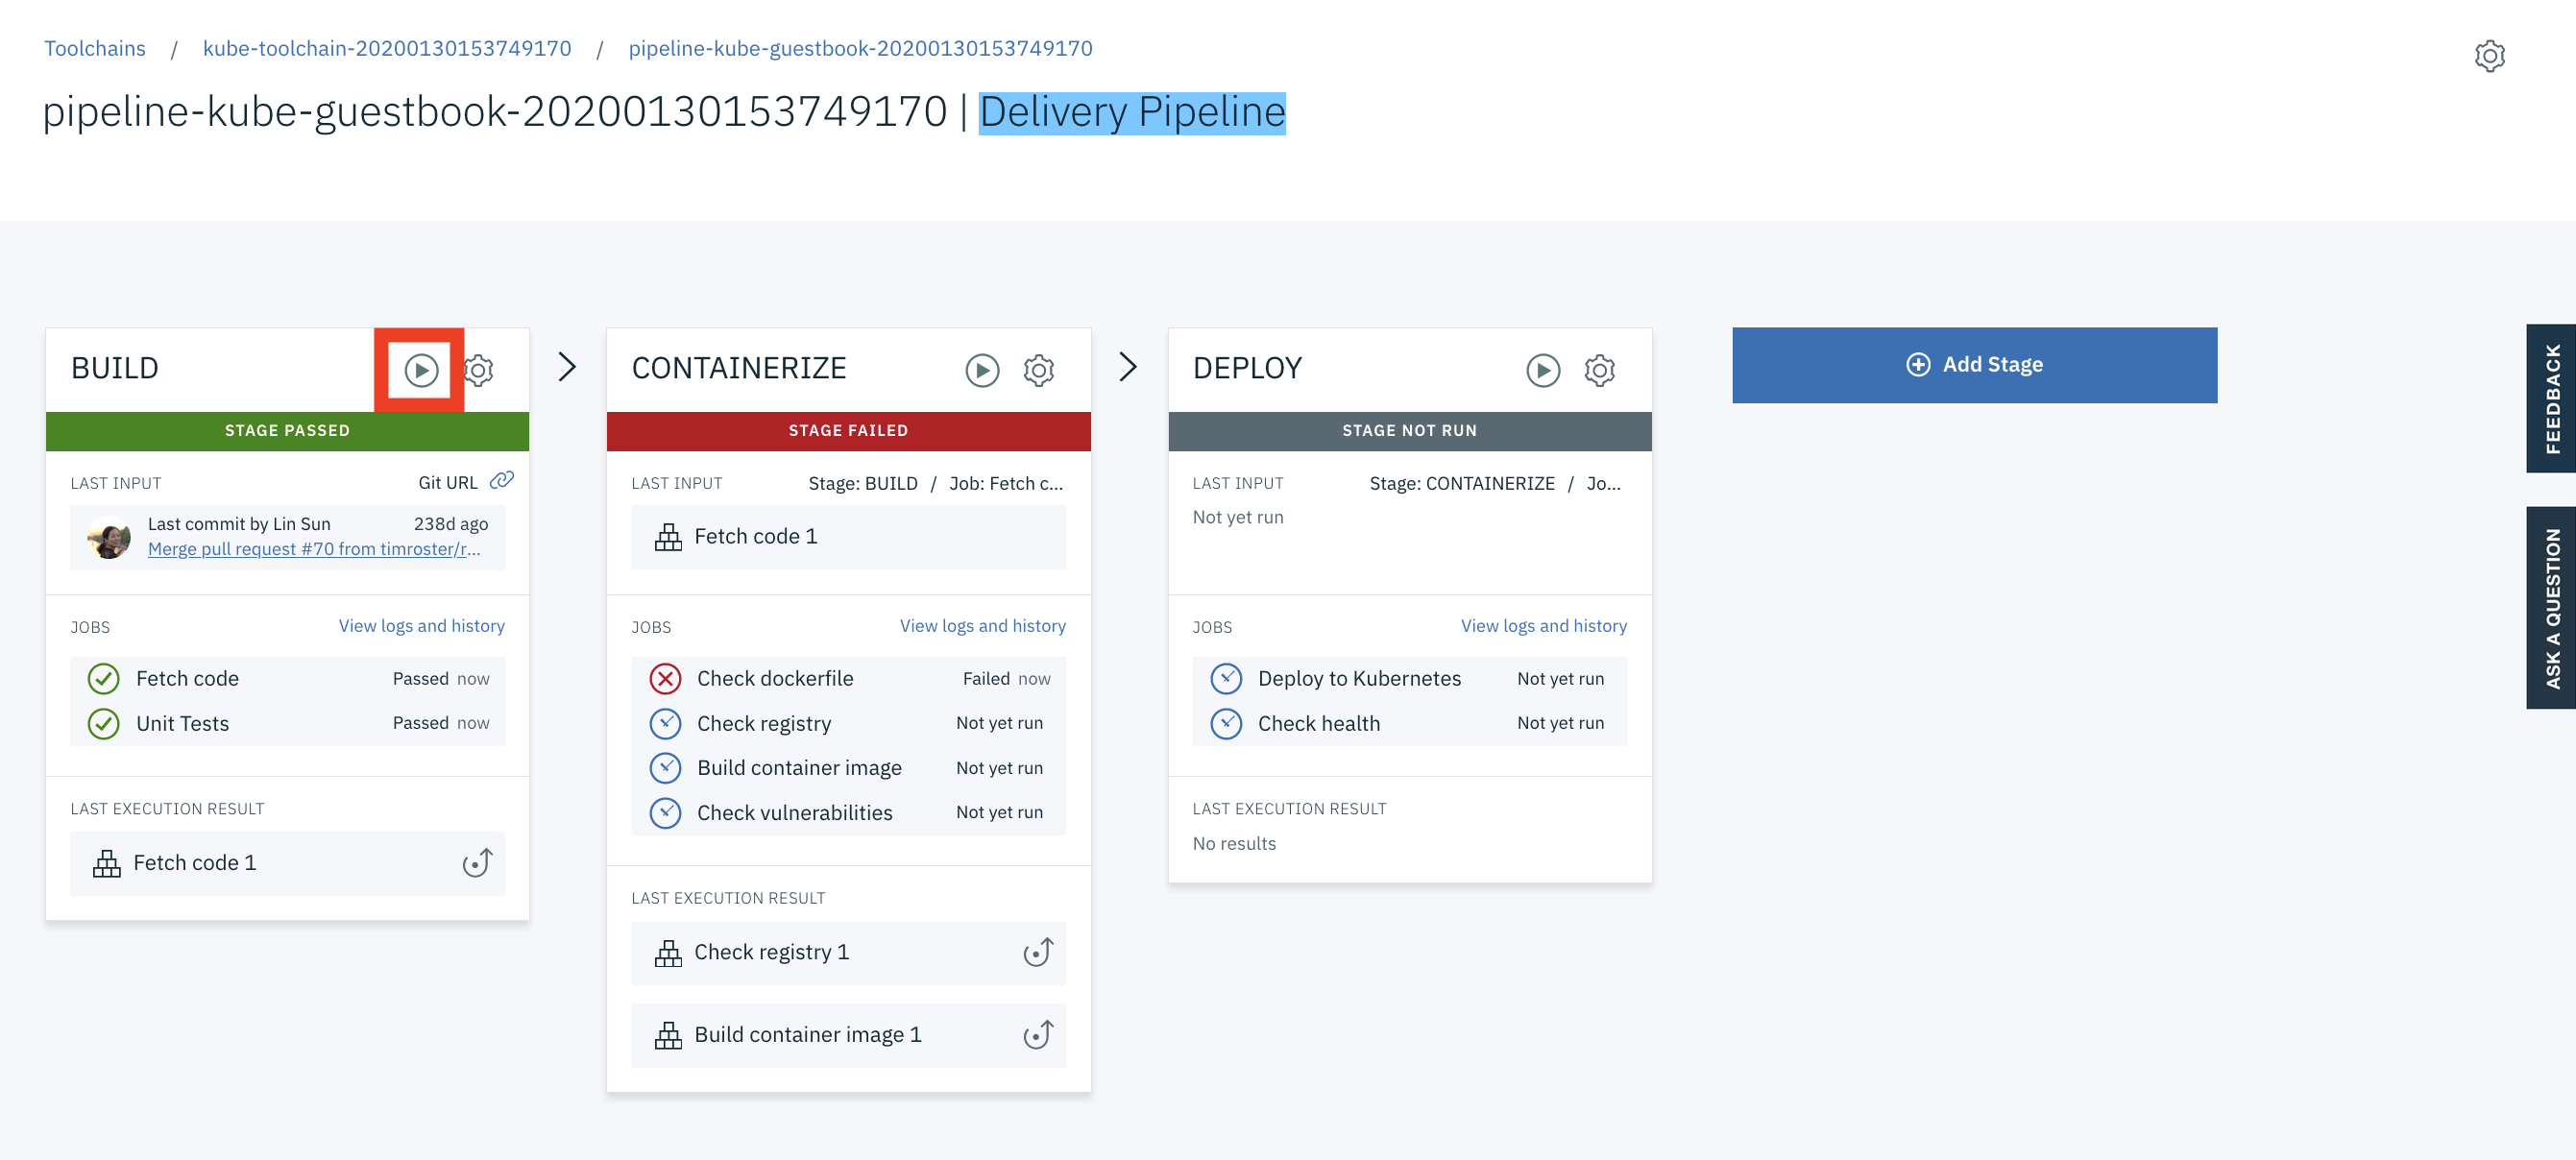 Toolchains / kube-toolchain-20200130153749170 / pipeline-kube-guestbook-20200130153749170
pipeline-kube-guestbook-20200130153749170 | Delivery Pipeline
BUILD
STAGE PASSED
LAST INPUT Git URL
Last commit by Lin Sun 238d ago
Merge pull request #70 from timroster/r...
JOBS View logs and history
Fetch code Passed now
Unit Tests Passed now
LAST EXECUTION RESULT
Fetch code 1
CONTAINERIZE
STAGE FAILED
LAST INPUT Stage: BUILD / Job: Fetch c...
Fetch code 1
JOBS View logs and history
Check dockerfile Failed now
Check registry Not yet run
Build container image Not yet run
Check vulnerabilities Not yet run
LAST EXECUTION RESULT
Check registry 1
Build container image 1
DEPLOY
STAGE NOT RUN
LAST INPUT Stage: CONTAINERIZE / Jo...
Not yet run
JOBS View logs and history
Deploy to Kubernetes Not yet run
Check health Not yet run
LAST EXECUTION RESULT
No results
Add Stage
FEEDBACK
ASK A QUESTION